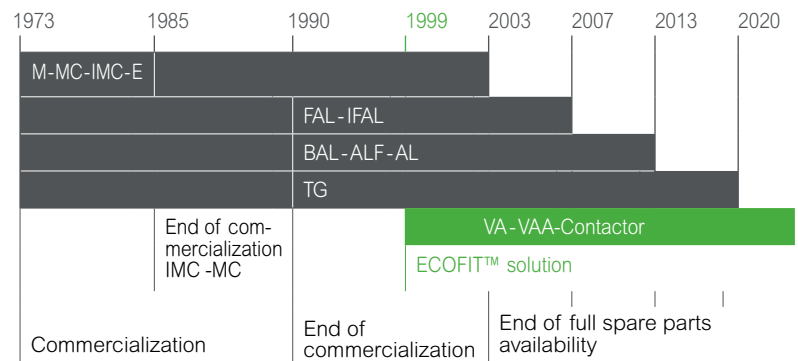 1973 1985 1990 1999 2003 2007 2013 2020
M-MC-IMC-E
FAL-IFAL
BAL-ALF-AL
TG
VA-VAA-Contactor
ECOFIT™ solution
End of com-
mercialization
IMC -MC
Commercialization
End of
commercialization
End of full spare parts
availability